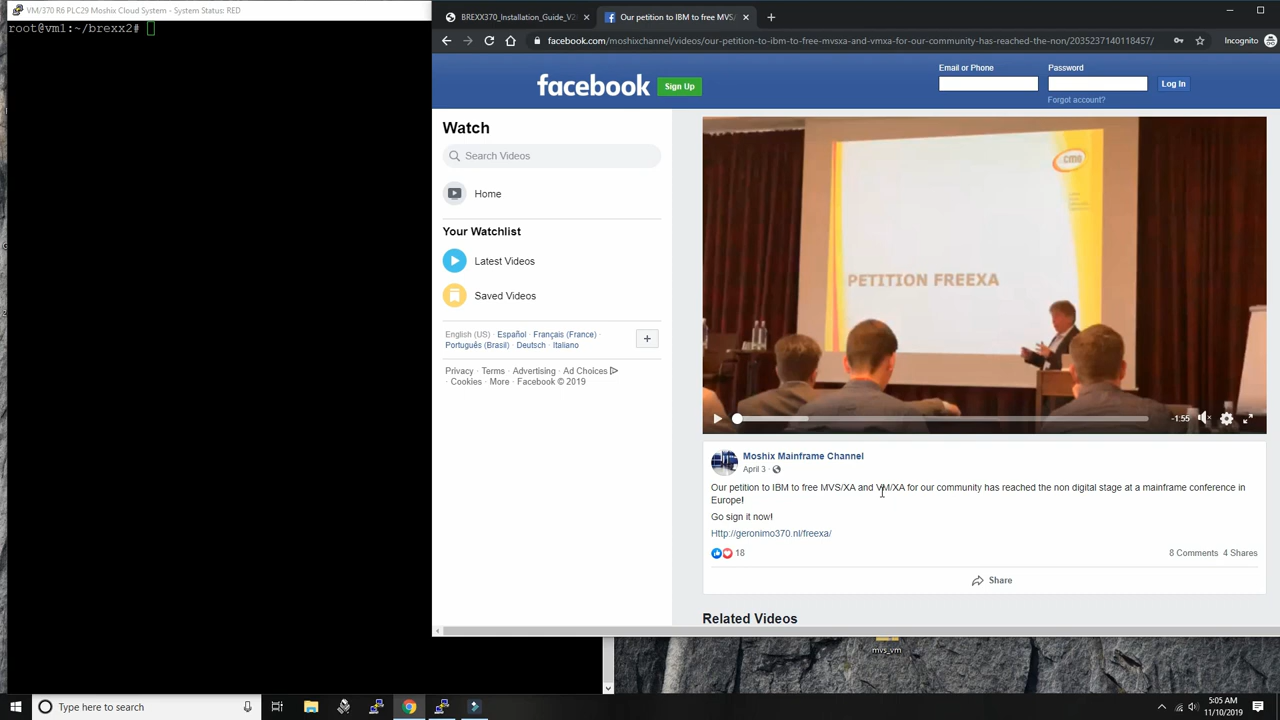 VM/370 R6 PLC29 Moshix Cloud System - System Status: RED
root@vm1:~/brexx2#
BREXX370_Installation_Guide_V2
Our petition to IBM to free MVS/
facebook.com/moshixchannel/videos/our-petition-to-ibm-to-free-mvsxa-and-vmxa-for-our-community-has-reached-the-non/2035237140118457/
Incognito
facebook
Sign Up
Email or Phone
Password
Log In
Forgot account?
Watch
Search Videos
Home
Your Watchlist
Latest Videos
Saved Videos
English (US) · Español · Français (France) ·
Português (Brasil) · Deutsch · Italiano
Privacy · Terms · Advertising · Ad Choices
· Cookies · More · Facebook © 2019
cmg
PETITION FREEXA
-1:55
Moshix Mainframe Channel
April 3 ·
Our petition to IBM to free MVS/XA and VM/XA for our community has reached the non digital stage at a mainframe conference in
Europe!
Go sign it now!
Http://geronimo370.nl/freexa/
18
8 Comments 4 Shares
Share
Related Videos
mvs_vm
Type here to search
5:05 AM
11/10/2019